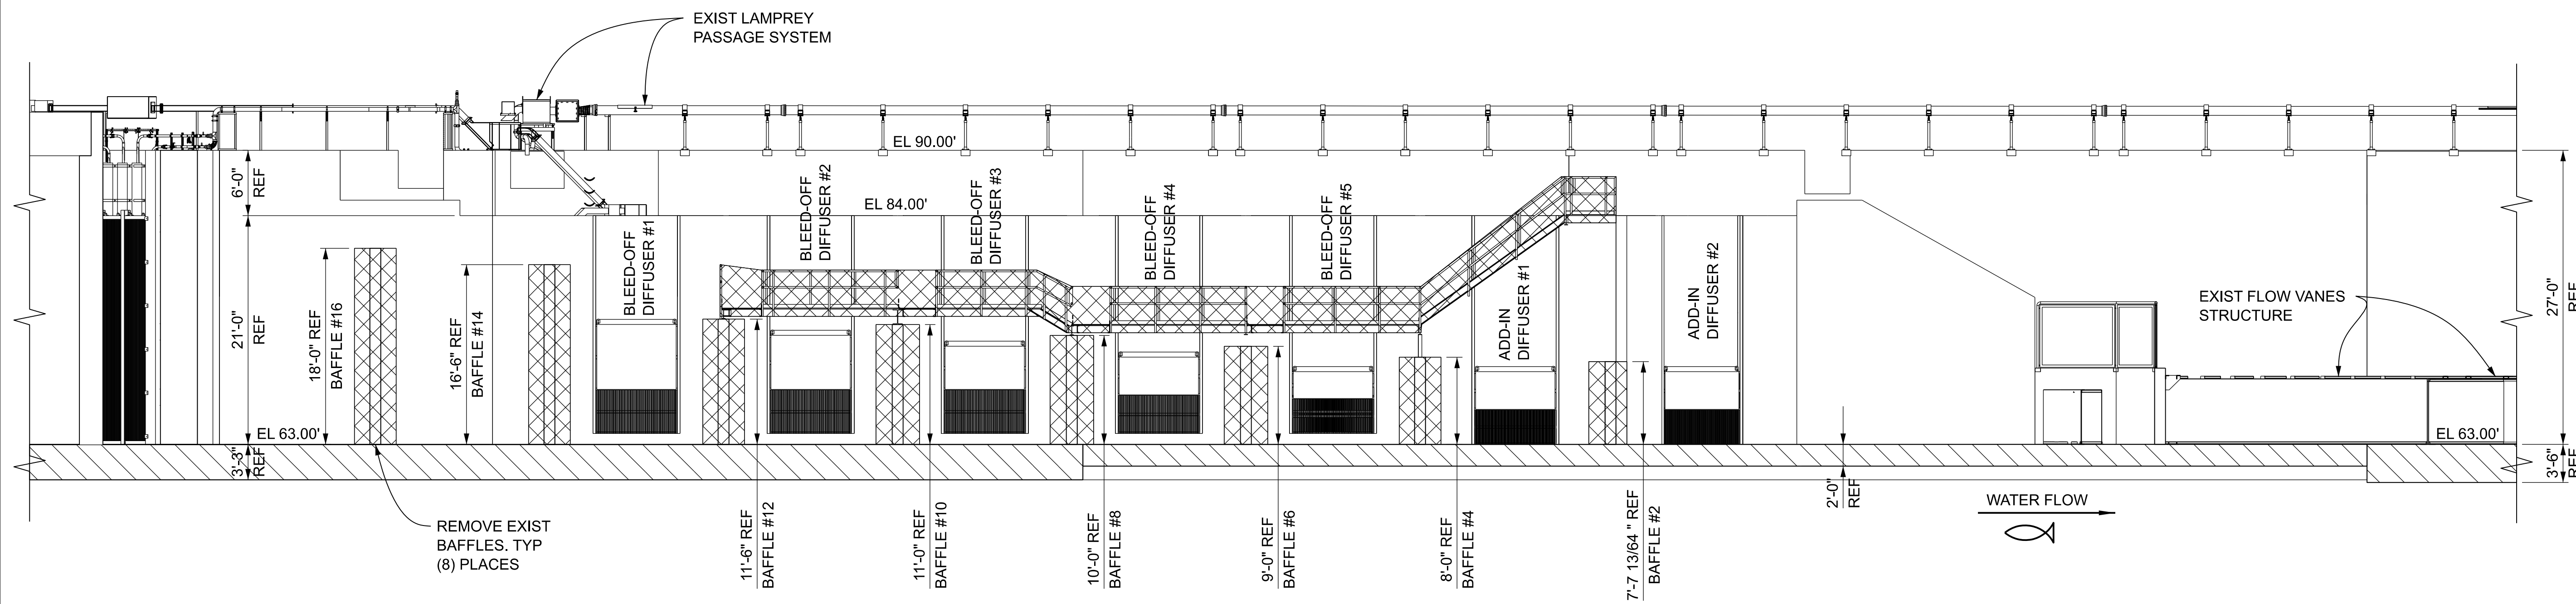 EXIST LAMPREY
PASSAGE SYSTEM
EL 90.00'
6'-0"
REF
EL 84.00'
21'-0"
REF
18'-0" REF
BAFFLE #16
16'-6" REF
BAFFLE #14
BLEED-OFF
DIFFUSER #1
BLEED-OFF
DIFFUSER #2
BLEED-OFF
DIFFUSER #3
BLEED-OFF
DIFFUSER #4
BLEED-OFF
DIFFUSER #5
ADD-IN
DIFFUSER #1
ADD-IN
DIFFUSER #2
EXIST FLOW VANES
STRUCTURE
27'-0"
REF
EL 63.00'
EL 63.00'
3'-3"
REF
3'-6"
REF
2'-0"
REF
REMOVE EXIST
BAFFLES. TYP
(8) PLACES
11'-6" REF
BAFFLE #12
11'-0" REF
BAFFLE #10
10'-0" REF
BAFFLE #8
9'-0" REF
BAFFLE #6
8'-0" REF
BAFFLE #4
7'-7 13/64 " REF
BAFFLE #2
WATER FLOW